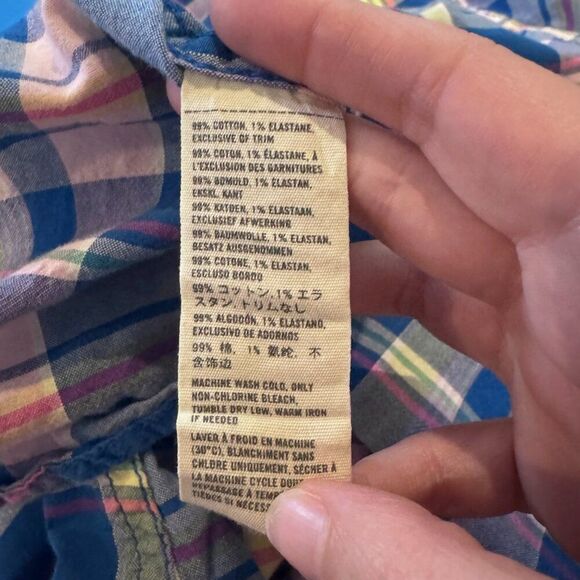 99% COTTON, 1% ELASTANE,
EXCLUSIVE OF TRIM
99% COTON, 1% ÉLASTANE, À
L'EXCLUSION DES GARNITURES
99% BOMULD, 1% ELASTAN,
EKSKL. KANT
99% KATOEN, 1% ELASTAAN,
EXCLUSIEF AFWERKING
99% BAUMWOLLE, 1% ELASTAN,
BESATZ AUSGENOMMEN
99% COTONE, 1% ELASTAN,
ESCLUSO BORDO
99% コットン, 1% エラ
スタン, トリムなし
99% ALGODÓN, 1% ELASTANO,
EXCLUSIVO DE ADORNOS
99% 棉, 1% 氨纶, 不
含饰边
MACHINE WASH COLD, ONLY
NON-CHLORINE BLEACH,
TUMBLE DRY LOW, WARM IRON
IF NEEDED
LAVER À FROID EN MACHINE
(30°C), BLANCHIMENT SANS
CHLORE UNIQUEMENT, SÉCHER À
LA MACHINE CYCLE DOUX,
REPASSAGE À
TIÈDES SI NÉCESS